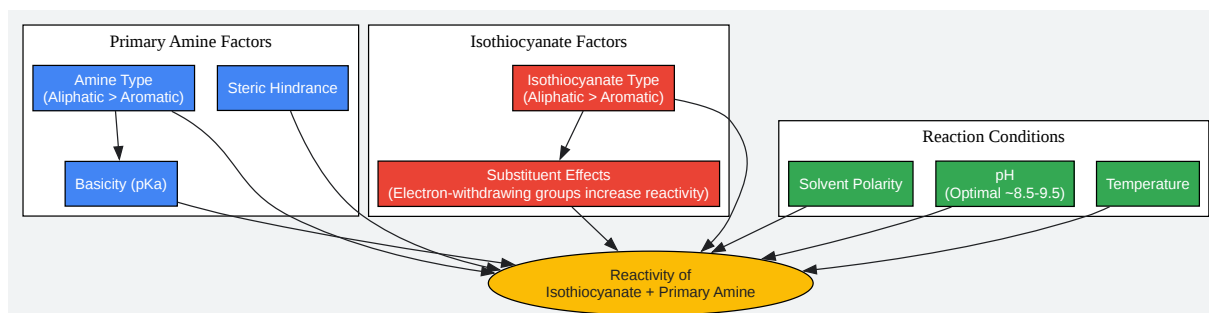 Primary Amine Factors
Amine Type
(Aliphatic > Aromatic)
Steric Hindrance
Basicity (pKa)
Isothiocyanate Factors
Isothiocyanate Type
(Aliphatic > Aromatic)
Substituent Effects
(Electron-withdrawing groups increase reactivity)
Reaction Conditions
Solvent Polarity
pH
(Optimal ~8.5-9.5)
Temperature
Reactivity of
Isothiocyanate + Primary Amine